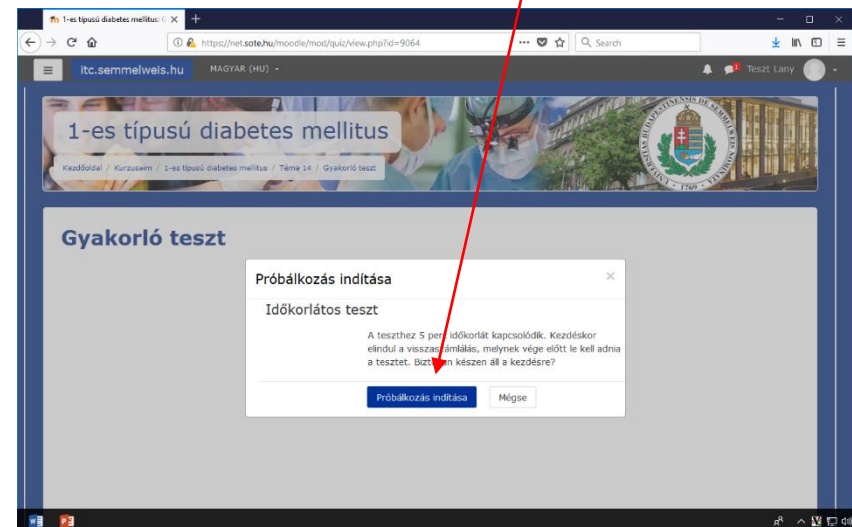 1-es típusú diabetes mellitus: G
https://net.sote.hu/moodle/mod/quiz/view.php?id=9064
Search
itc.semmelweis.hu
MAGYAR (HU)
1
Teszt Lany
1-es típusú diabetes mellitus
Kezdőoldal / Kurzusaim / 1-es típusú diabetes mellitus / Téma 14 / Gyakorló teszt
1769
Gyakorló teszt
Próbálkozás indítása
Időkorlátos teszt
A teszthez 5 perc időkorlát kapcsolódik. Kezdéskor
elindul a visszaszámlálás, melynek vége előtt le kell adnia
a tesztet. Biztosan készen áll a kezdésre?
Próbálkozás indítása
Mégse